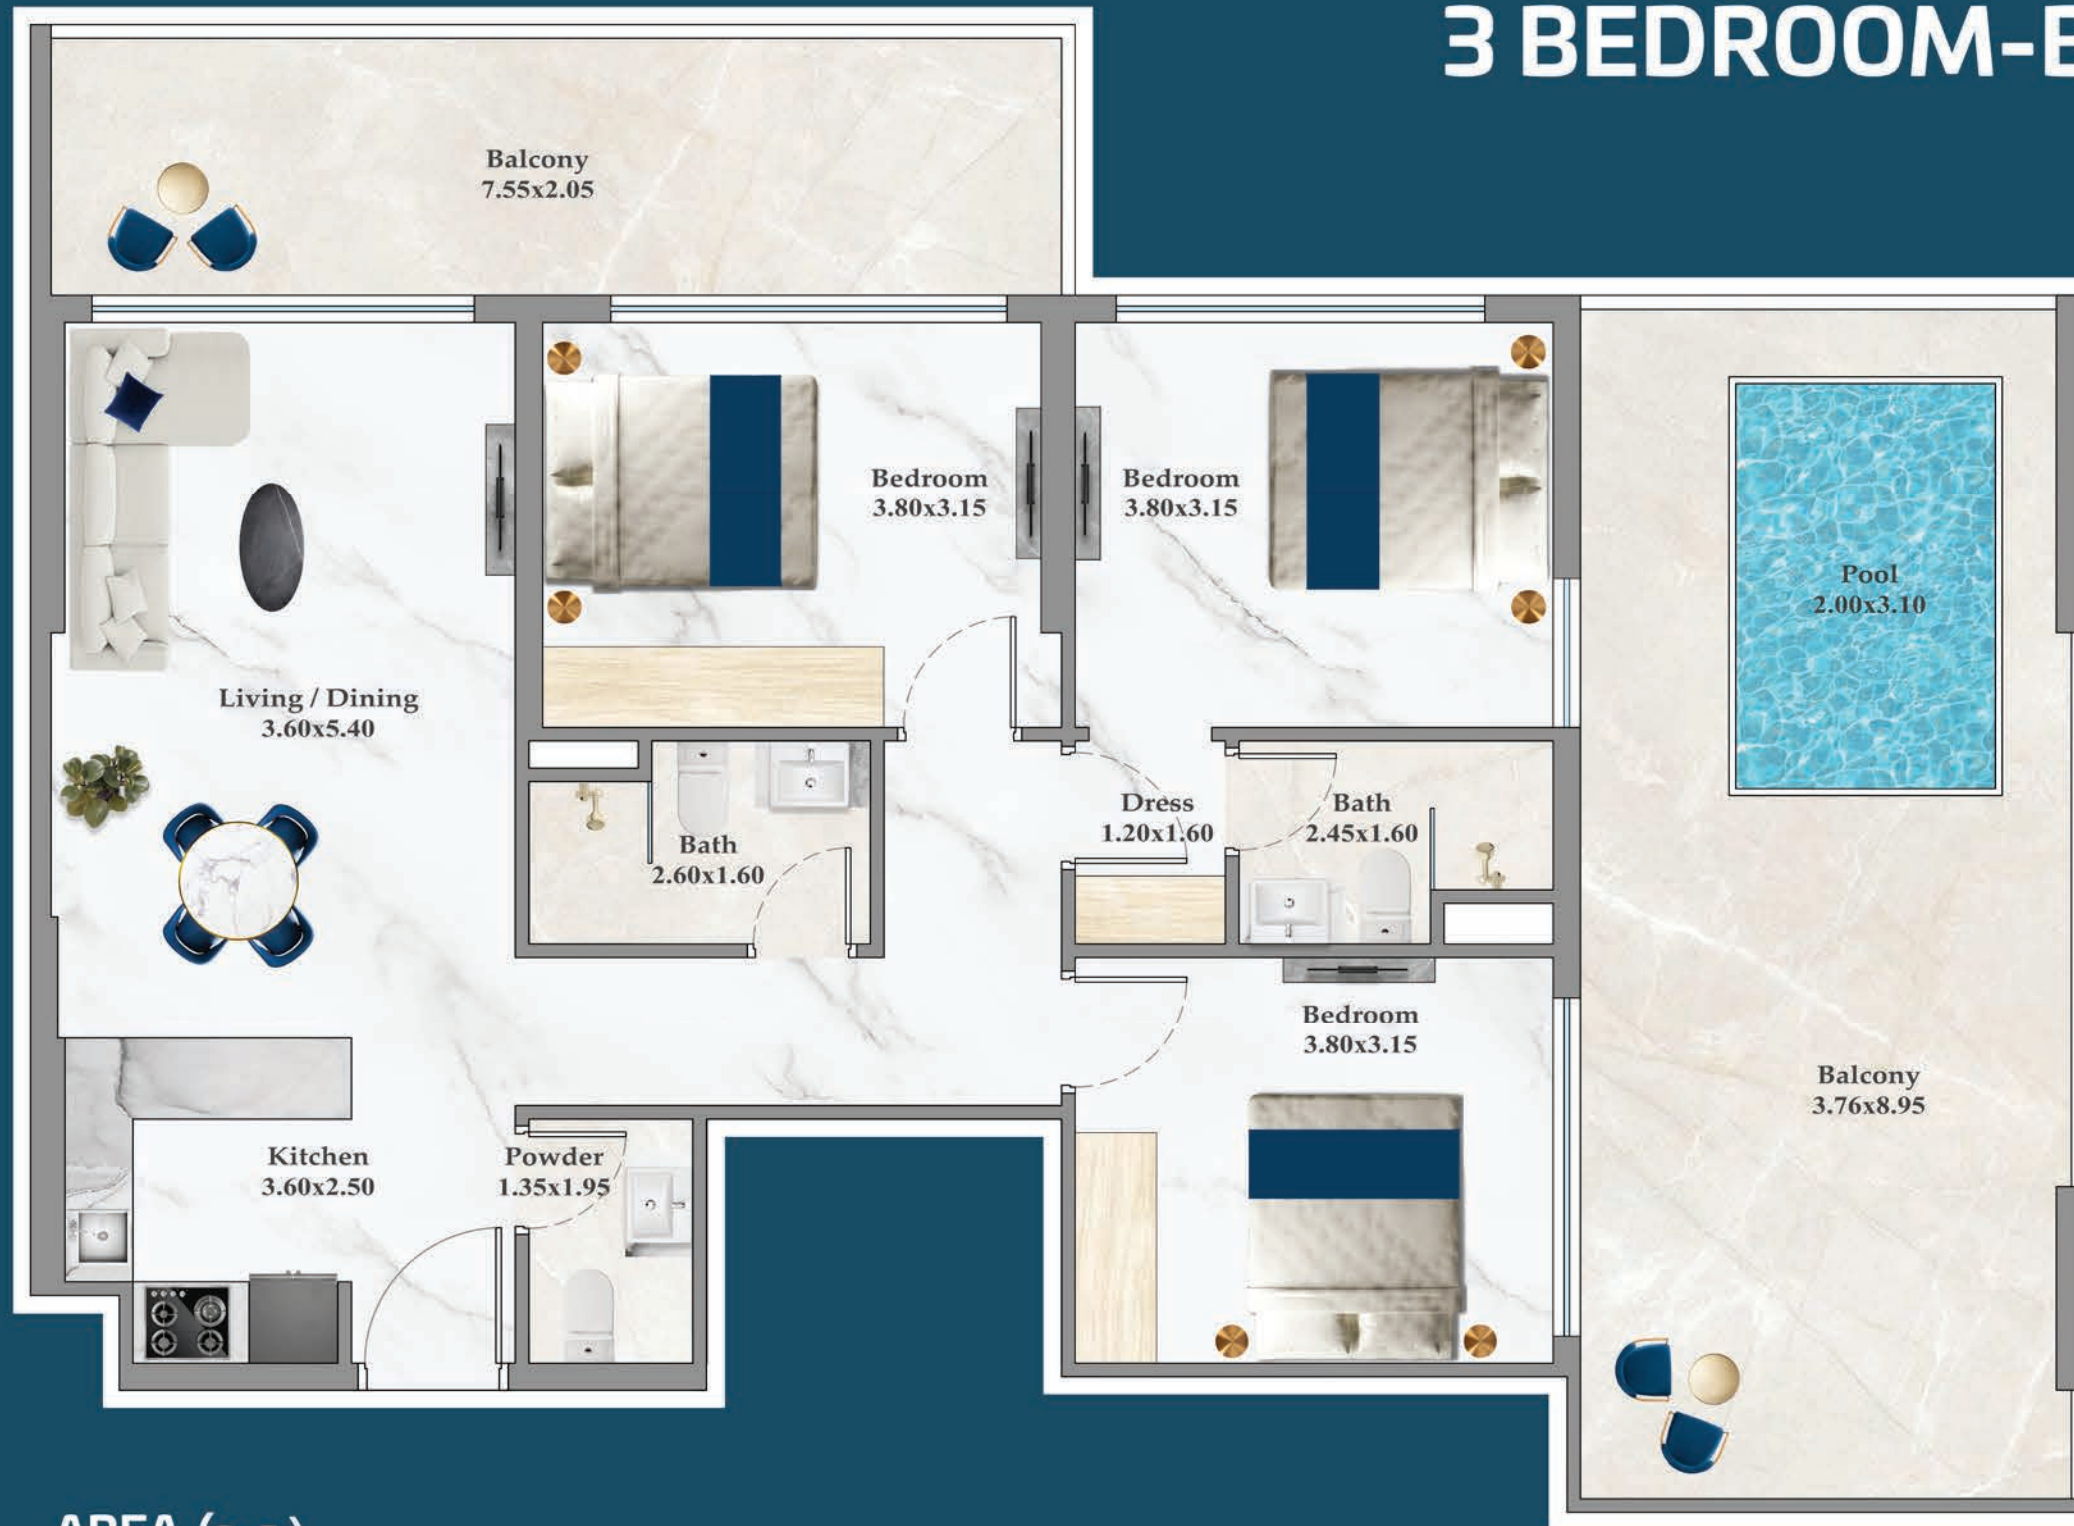 3 BEDROOM-
Balcony
7.55x2.05
Bedroom
3.80x3.15
Bedroom
3.80x3.15
Pool
2.00x3.10
Living / Dining
3.60x5.40
Dress
1.20x1.60
Bath
2.45x1.60
Bath
2.60x1.60
Bedroom
3.80x3.15
Balcony
3.76x8.95
Kitchen
3.60x2.50
Powder
1.35x1.95
AREA